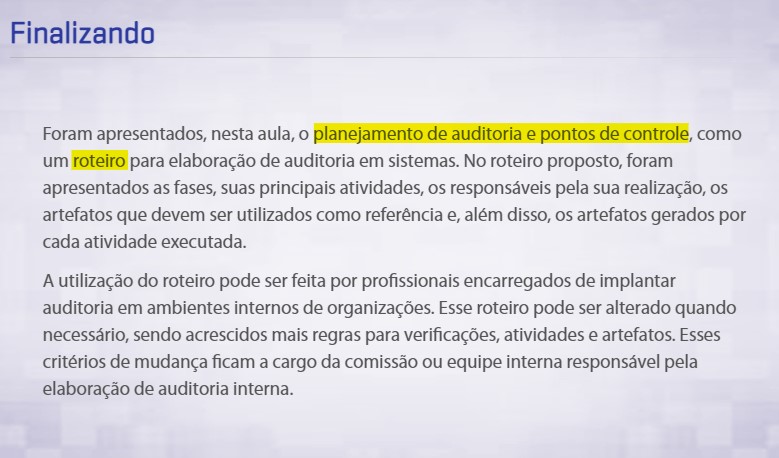 Finalizando
Foram apresentados, nesta aula, o planejamento de auditoria e pontos de controle, como
um roteiro para elaboração de auditoria em sistemas. No roteiro proposto, foram
apresentados as fases, suas principais atividades, os responsáveis pela sua realização, os
artefatos que devem ser utilizados como referência e, além disso, os artefatos gerados por
cada atividade executada.
A utilização do roteiro pode ser feita por profissionais encarregados de implantar
auditoria em ambientes internos de organizações. Esse roteiro pode ser alterado quando
necessário, sendo acrescidos mais regras para verificações, atividades e artefatos. Esses
critérios de mudança ficam a cargo da comissão ou equipe interna responsável pela
elaboração de auditoria interna.